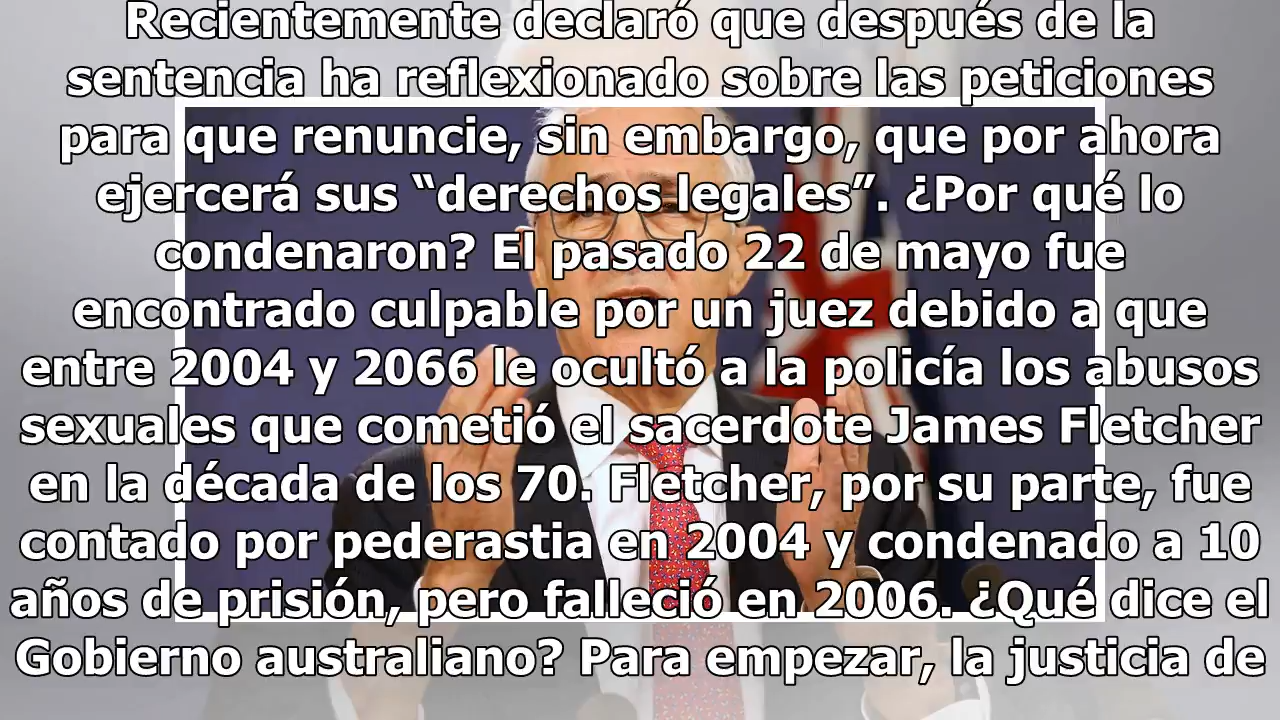 Recientemente declaró que después de la
sentencia ha reflexionado sobre las peticiones
para que renuncie, sin embargo, que por ahora
ejercerá sus “derechos legales”. ¿Por qué lo
condenaron? El pasado 22 de mayo fue
encontrado culpable por un juez debido a que
entre 2004 y 2066 le ocultó a la policía los abusos
sexuales que cometió el sacerdote James Fletcher
en la década de los 70. Fletcher, por su parte, fue
contado por pederastia en 2004 y condenado a 10
años de prisión, pero falleció en 2006. ¿Qué dice el
Gobierno australiano? Para empezar, la justicia de